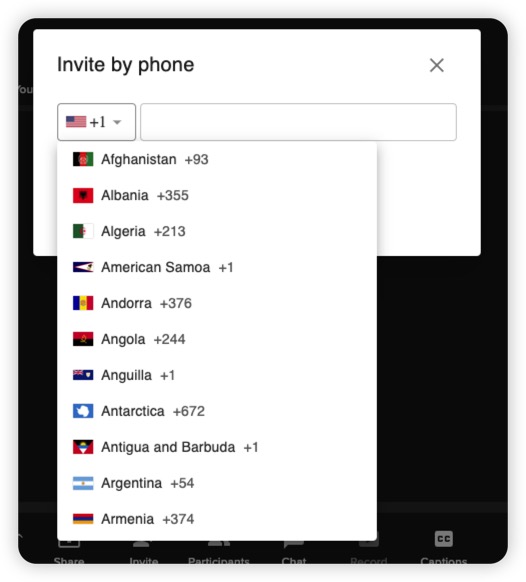 Invite by phone
You
+1
Afghanistan +93
Albania +355
Algeria +213
American Samoa +1
Andorra +376
Angola +244
Anguilla +1
Antarctica +672
Antigua and Barbuda +1
Argentina +54
Armenia +374
Share Invite Participants Chat Record Captions
CC